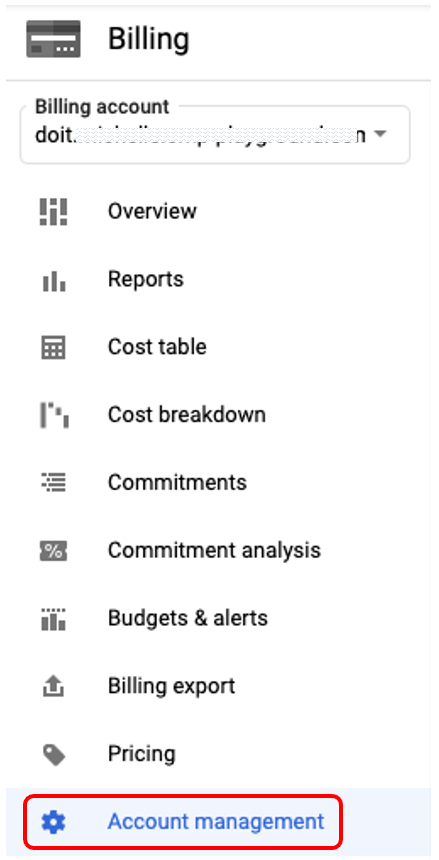 Billing
Billing account
doit.
Overview
Reports
Cost table
Cost breakdown
Commitments
%
Commitment analysis
Budgets & alerts
Billing export
Pricing
Account management